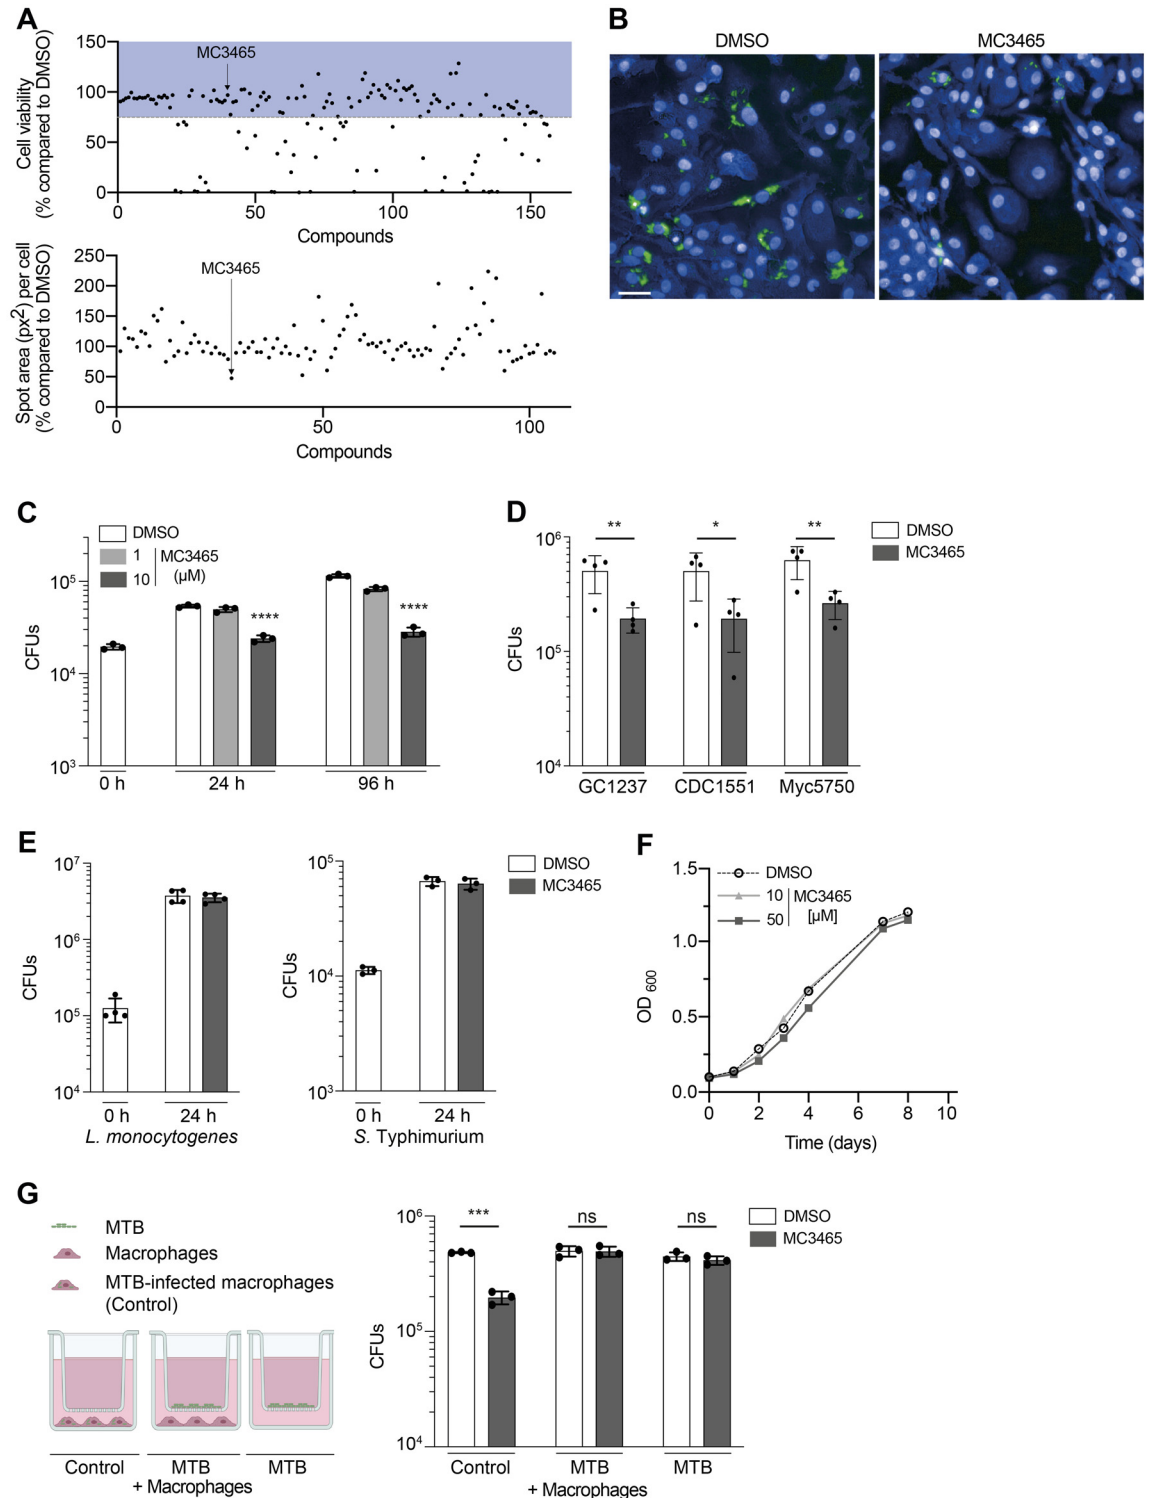 A
Cell viability
(% compared to DMSO)
150
100
50
0
MC3465
0 50 100 150
Compounds
Spot area (px²) per cell
(% compared to DMSO)
250
200
150
100
50
0
MC3465
0 50 100
Compounds
B
DMSO MC3465
C
DMSO
1
10
MC3465
(µM)
CFUs
10⁵
10⁴
10³
****
****
0 h 24 h 96 h
D
DMSO
MC3465
CFUs
10⁶
10⁵
10⁴
** * **
GC1237 CDC1551 Myc5750
E
CFUs
10⁷
10⁶
10⁵
10⁴
0 h 24 h
L. monocytogenes
CFUs
10⁵
10⁴
10³
0 h 24 h
S. Typhimurium
DMSO
MC3465
F
OD 600
1.5
1.0
0.5
0.0
DMSO
10
50
MC3465
[µM]
0 2 4 6 8 10
Time (days)
G
MTB
Macrophages
MTB-infected macrophages
(Control)
Control MTB MTB
+ Macrophages
CFUs
10⁶
10⁵
10⁴
*** ns ns
DMSO
MC3465
Control MTB MTB
+ Macrophages